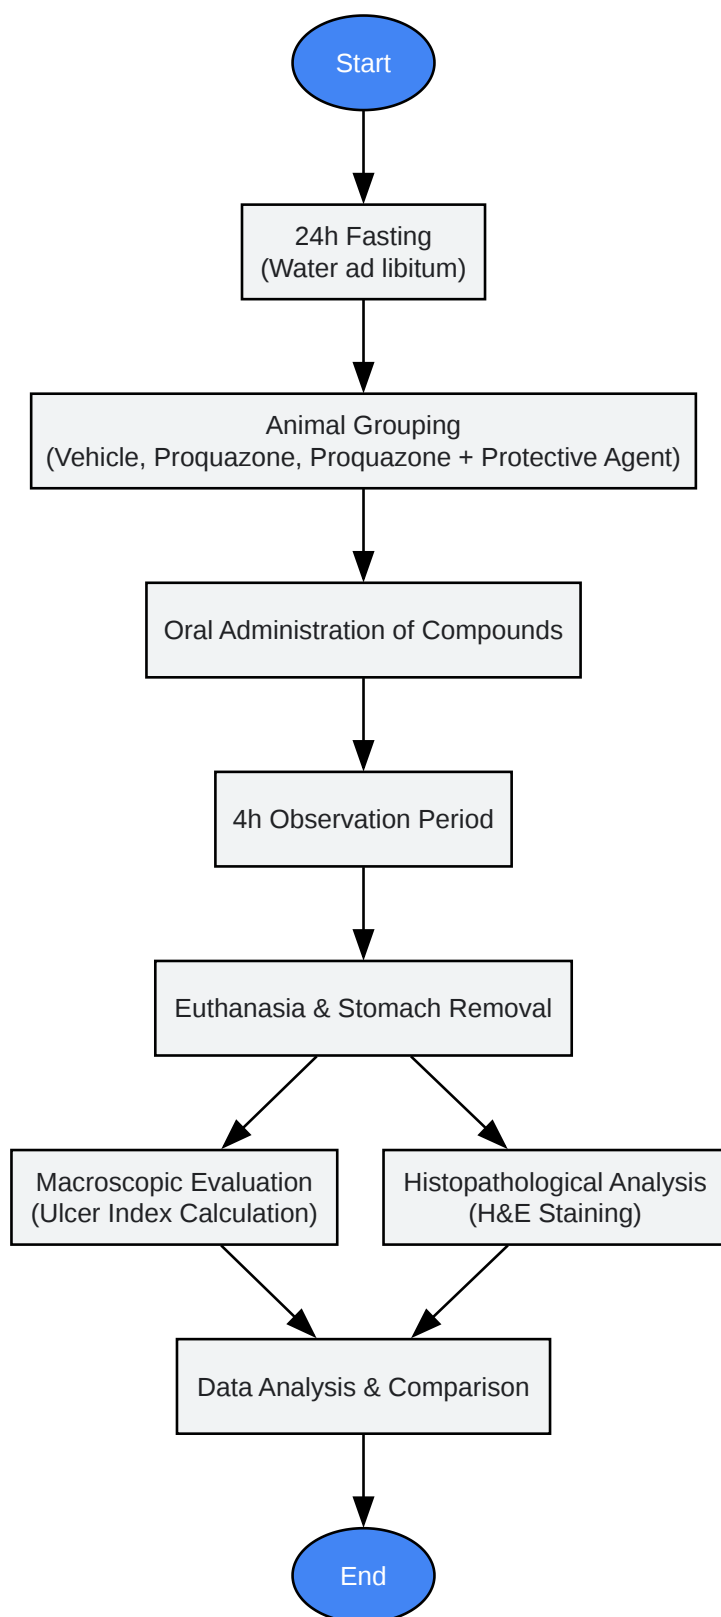 Start
24h Fasting
(Water ad libitum)
Animal Grouping
(Vehicle, Proquazone, Proquazone + Protective Agent)
Oral Administration of Compounds
4h Observation Period
Euthanasia & Stomach Removal
Macroscopic Evaluation
(Ulcer Index Calculation)
Histopathological Analysis
(H&E Staining)
Data Analysis & Comparison
End